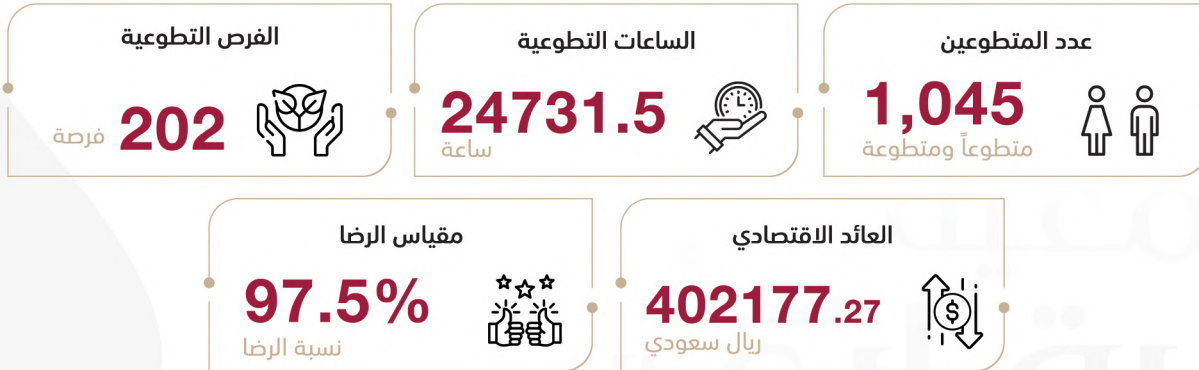 عدد المتطوعين
1,045
متطوعاً ومتطوعة
الساعات التطوعية
24731.5
ساعة
الفرص التطوعية
202 فرصة
العائد الاقتصادي
402177.27
ريال سعودي
مقياس الرضا
97.5%
نسبة الرضا